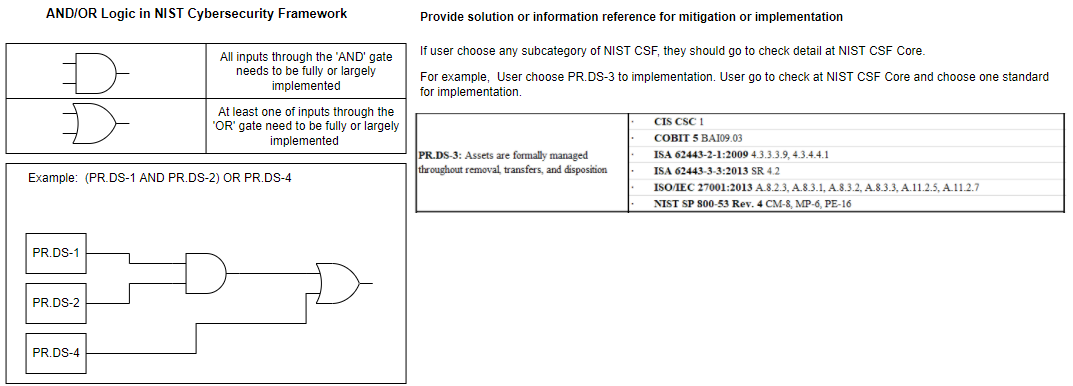 AND/OR Logic in NIST Cybersecurity Framework
All inputs through the 'AND' gate
needs to be fully or largely
implemented
At least one of inputs through the
'OR' gate need to be fully or largely
implemented
Example: (PR.DS-1 AND PR.DS-2) OR PR.DS-4
PR.DS-1
PR.DS-2
PR.DS-4
Provide solution or information reference for mitigation or implementation
If user choose any subcategory of NIST CSF, they should go to check detail at NIST CSF Core.
For example, User choose PR.DS-3 to implementation. User go to check at NIST CSF Core and choose one standard
for implementation.
PR.DS-3: Assets are formally managed
throughout removal, transfers, and disposition
· CIS CSC 1
· COBIT 5 BAI09.03
· ISA 62443-2-1:2009 4.3.3.3.9, 4.3.4.4.1
· ISA 62443-3-3:2013 SR 4.2
· ISO/IEC 27001:2013 A.8.2.3, A.8.3.1, A.8.3.2, A.8.3.3, A.11.2.5, A.11.2.7
· NIST SP 800-53 Rev. 4 CM-8, MP-6, PE-16